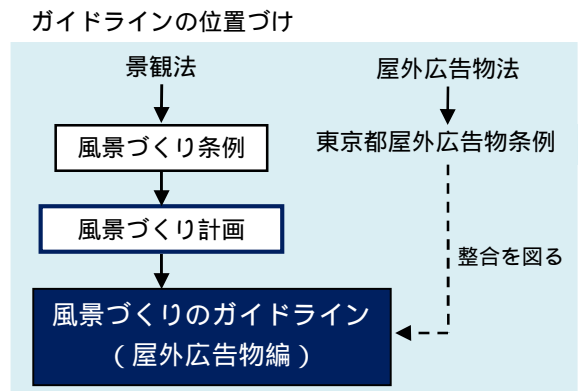 ガイドラインの位置づけ
景観法
屋外広告物法
風景づくり条例
東京都屋外広告物条例
風景づくり計画
整合を図る
風景づくりのガイドライン
（屋外広告物編）